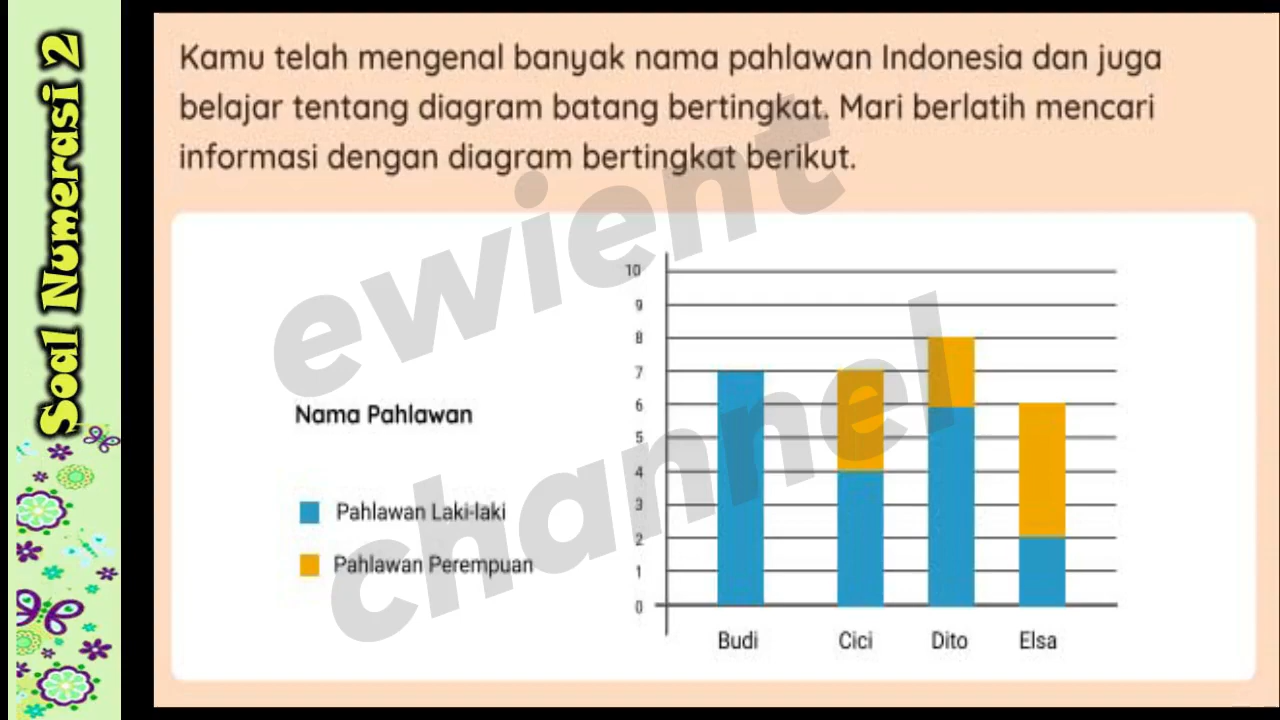 Soal Numerasi 2
Kamu telah mengenal banyak nama pahlawan Indonesia dan juga
belajar tentang diagram batang bertingkat. Mari berlatih mencari
informasi dengan diagram bertingkat berikut.
ewient
channel
Nama Pahlawan
Pahlawan Laki-laki
Pahlawan Perempuan
10
9
8
7
6
5
4
3
2
1
0
Budi Cici Dito Elsa